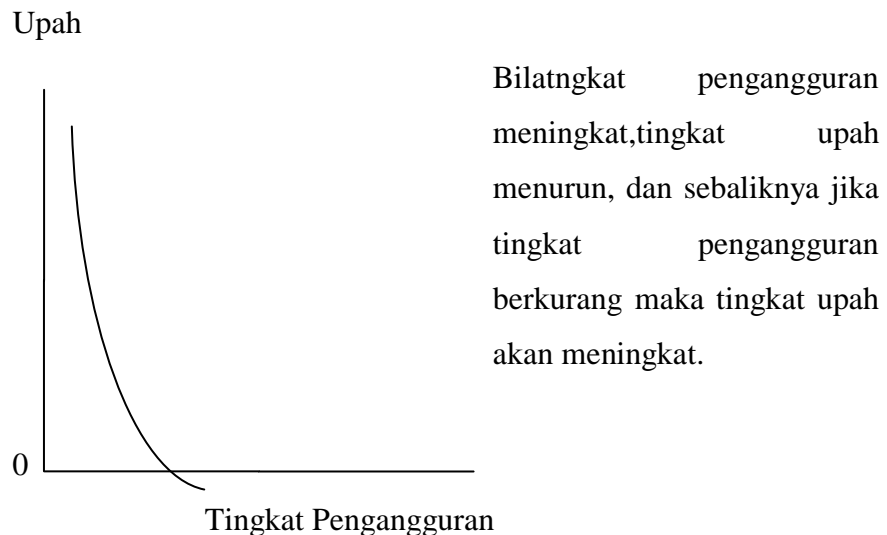 Upah
Bilatngkat pengangguran
meningkat,tingkat upah
menurun, dan sebaliknya jika
tingkat pengangguran
berkurang maka tingkat upah
akan meningkat.
0
Tingkat Pengangguran